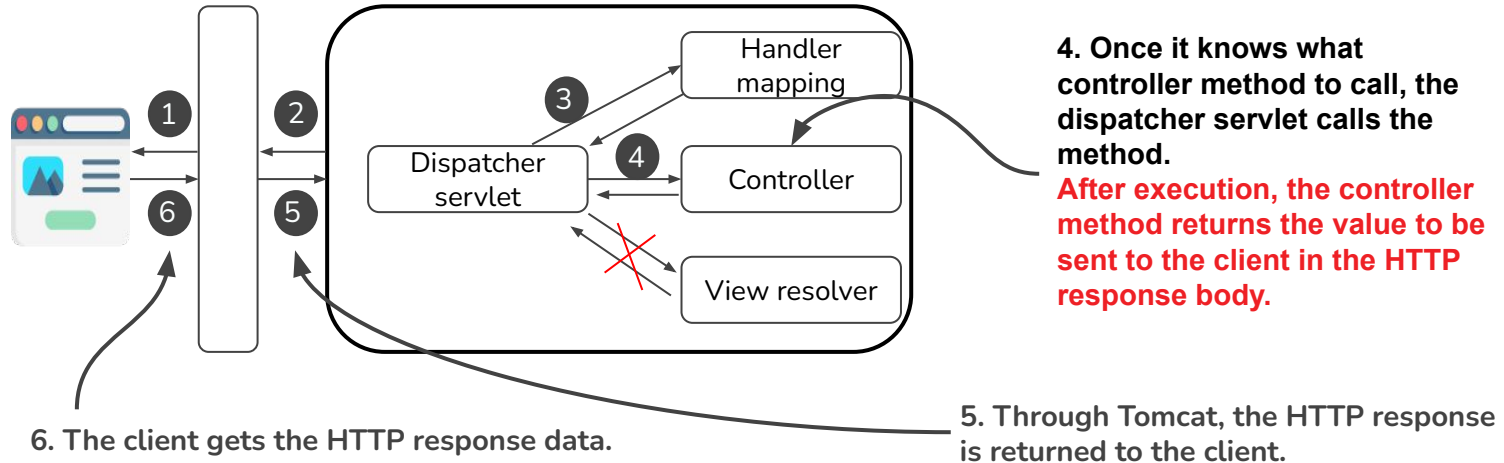 Handler
mapping
3
1
2
Dispatcher
servlet
4
Controller
6
5
View resolver
4. Once it knows what
controller method to call, the
dispatcher servlet calls the
method.
After execution, the controller
method returns the value to be
sent to the client in the HTTP
response body.
6. The client gets the HTTP response data.
5. Through Tomcat, the HTTP response
is returned to the client.